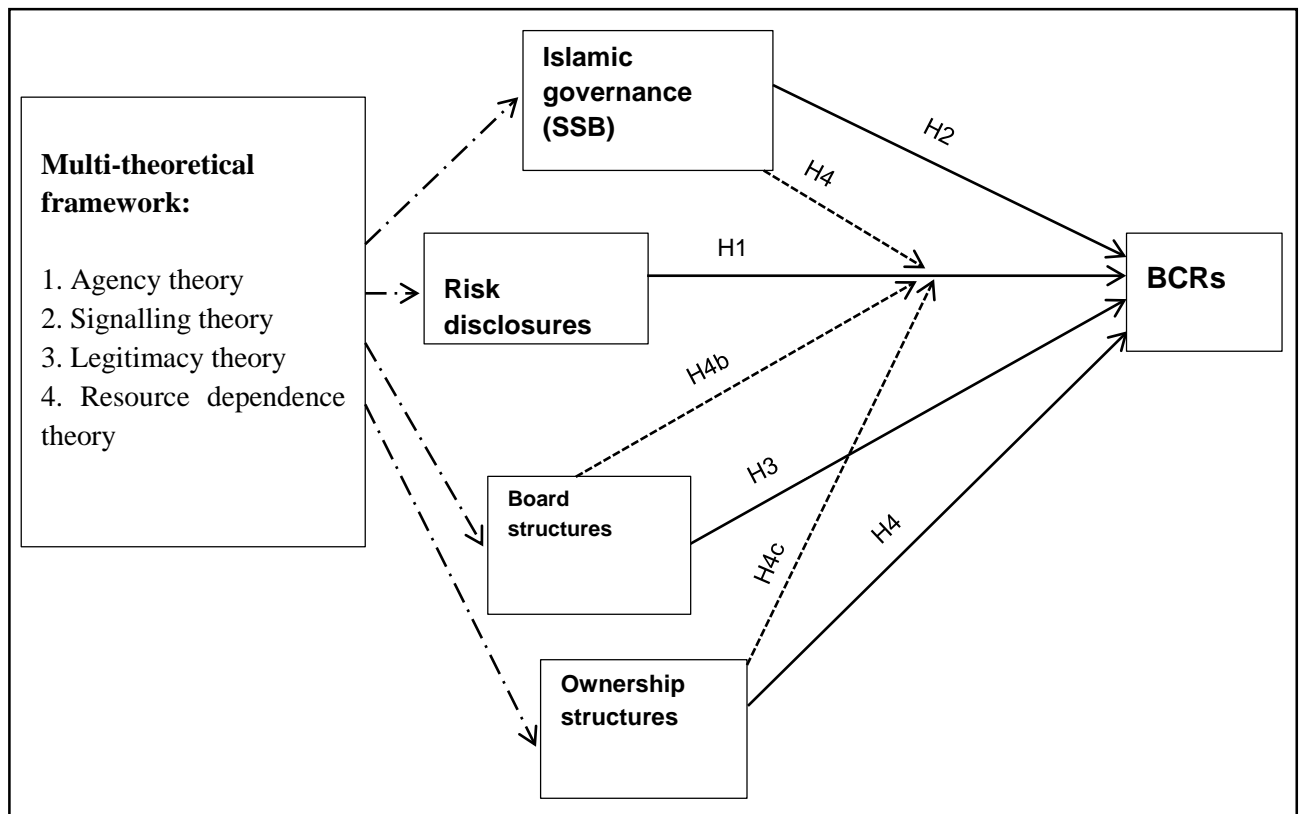 Multi-theoretical
framework:
1. Agency theory
2. Signalling theory
3. Legitimacy theory
4. Resource dependence
theory
Islamic
governance
(SSB)
H2
H4
Risk
disclosures
H1
BCRs
H4b
Board
structures
H3
H4c
H4
Ownership
structures